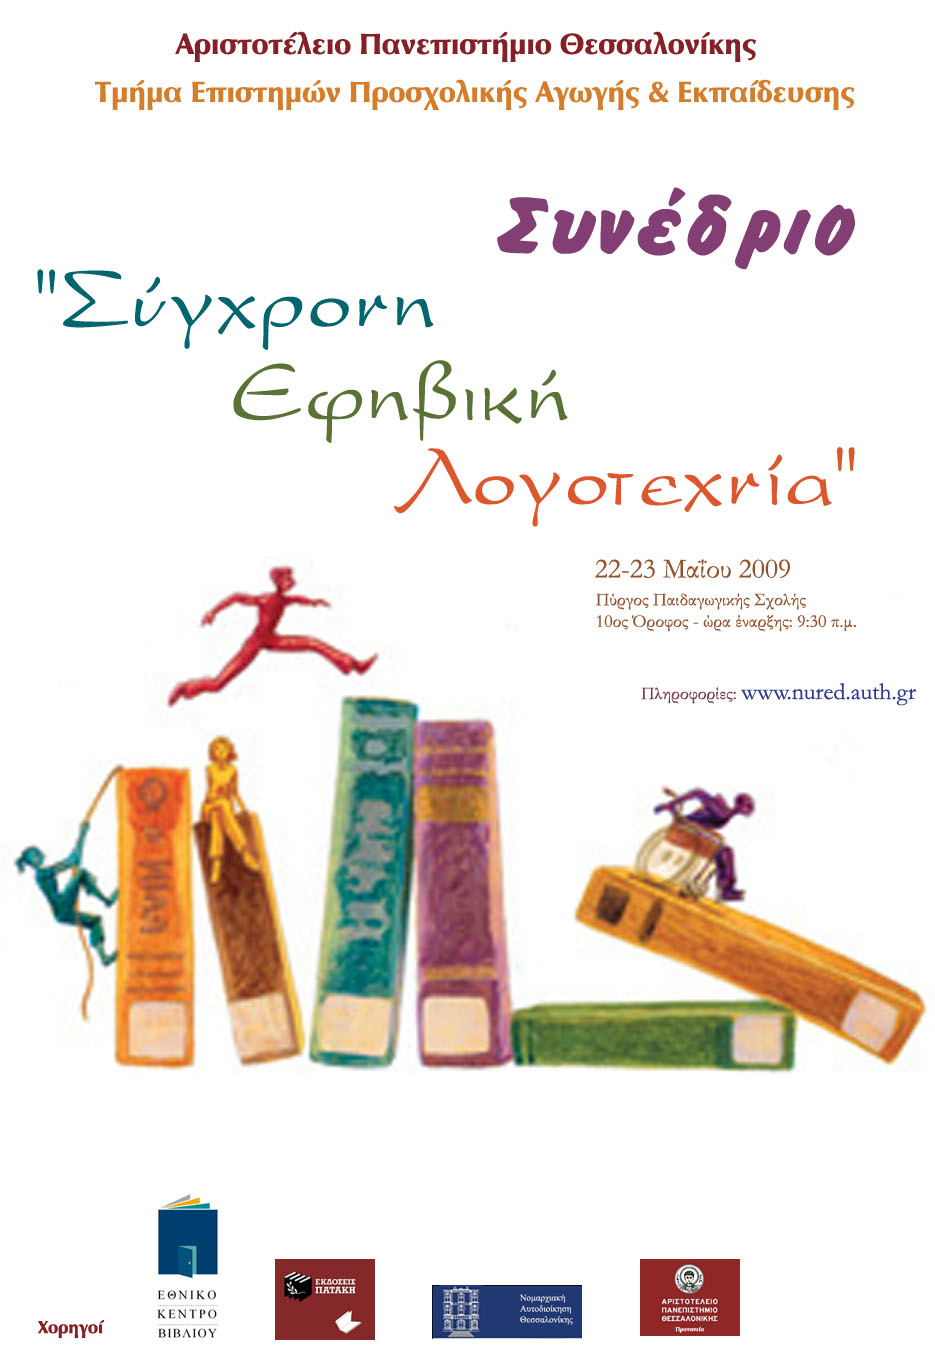 Αριστοτέλειο Πανεπιστήμιο Θεσσαλονίκης
Τμήμα Επιστημών Προσχολικής Αγωγής & Εκπαίδευσης
Συνέδριο
"Σύγχρονη
Εφηβική
Λογοτεχνία"
22-23 Μαΐου 2009
Πύργος Παιδαγωγικής Σχολής
10ος Όροφος - ώρα έναρξης: 9:30 π.μ.
Πληροφορίες: www.nured.auth.gr
Χορηγοί
ΕΘΝΙΚΟ
ΚΕΝΤΡΟ
ΒΙΒΛΙΟΥ
ΕΚΔΟΣΕΙΣ
ΠΑΤΑΚΗ
Νομαρχιακή
Αυτοδιοίκηση
Θεσσαλονίκης
ΑΡΙΣΤΟΤΕΛΕΙΟ
ΠΑΝΕΠΙΣΤΗΜΙΟ
ΘΕΣΣΑΛΟΝΙΚΗΣ
Πρυτανεία